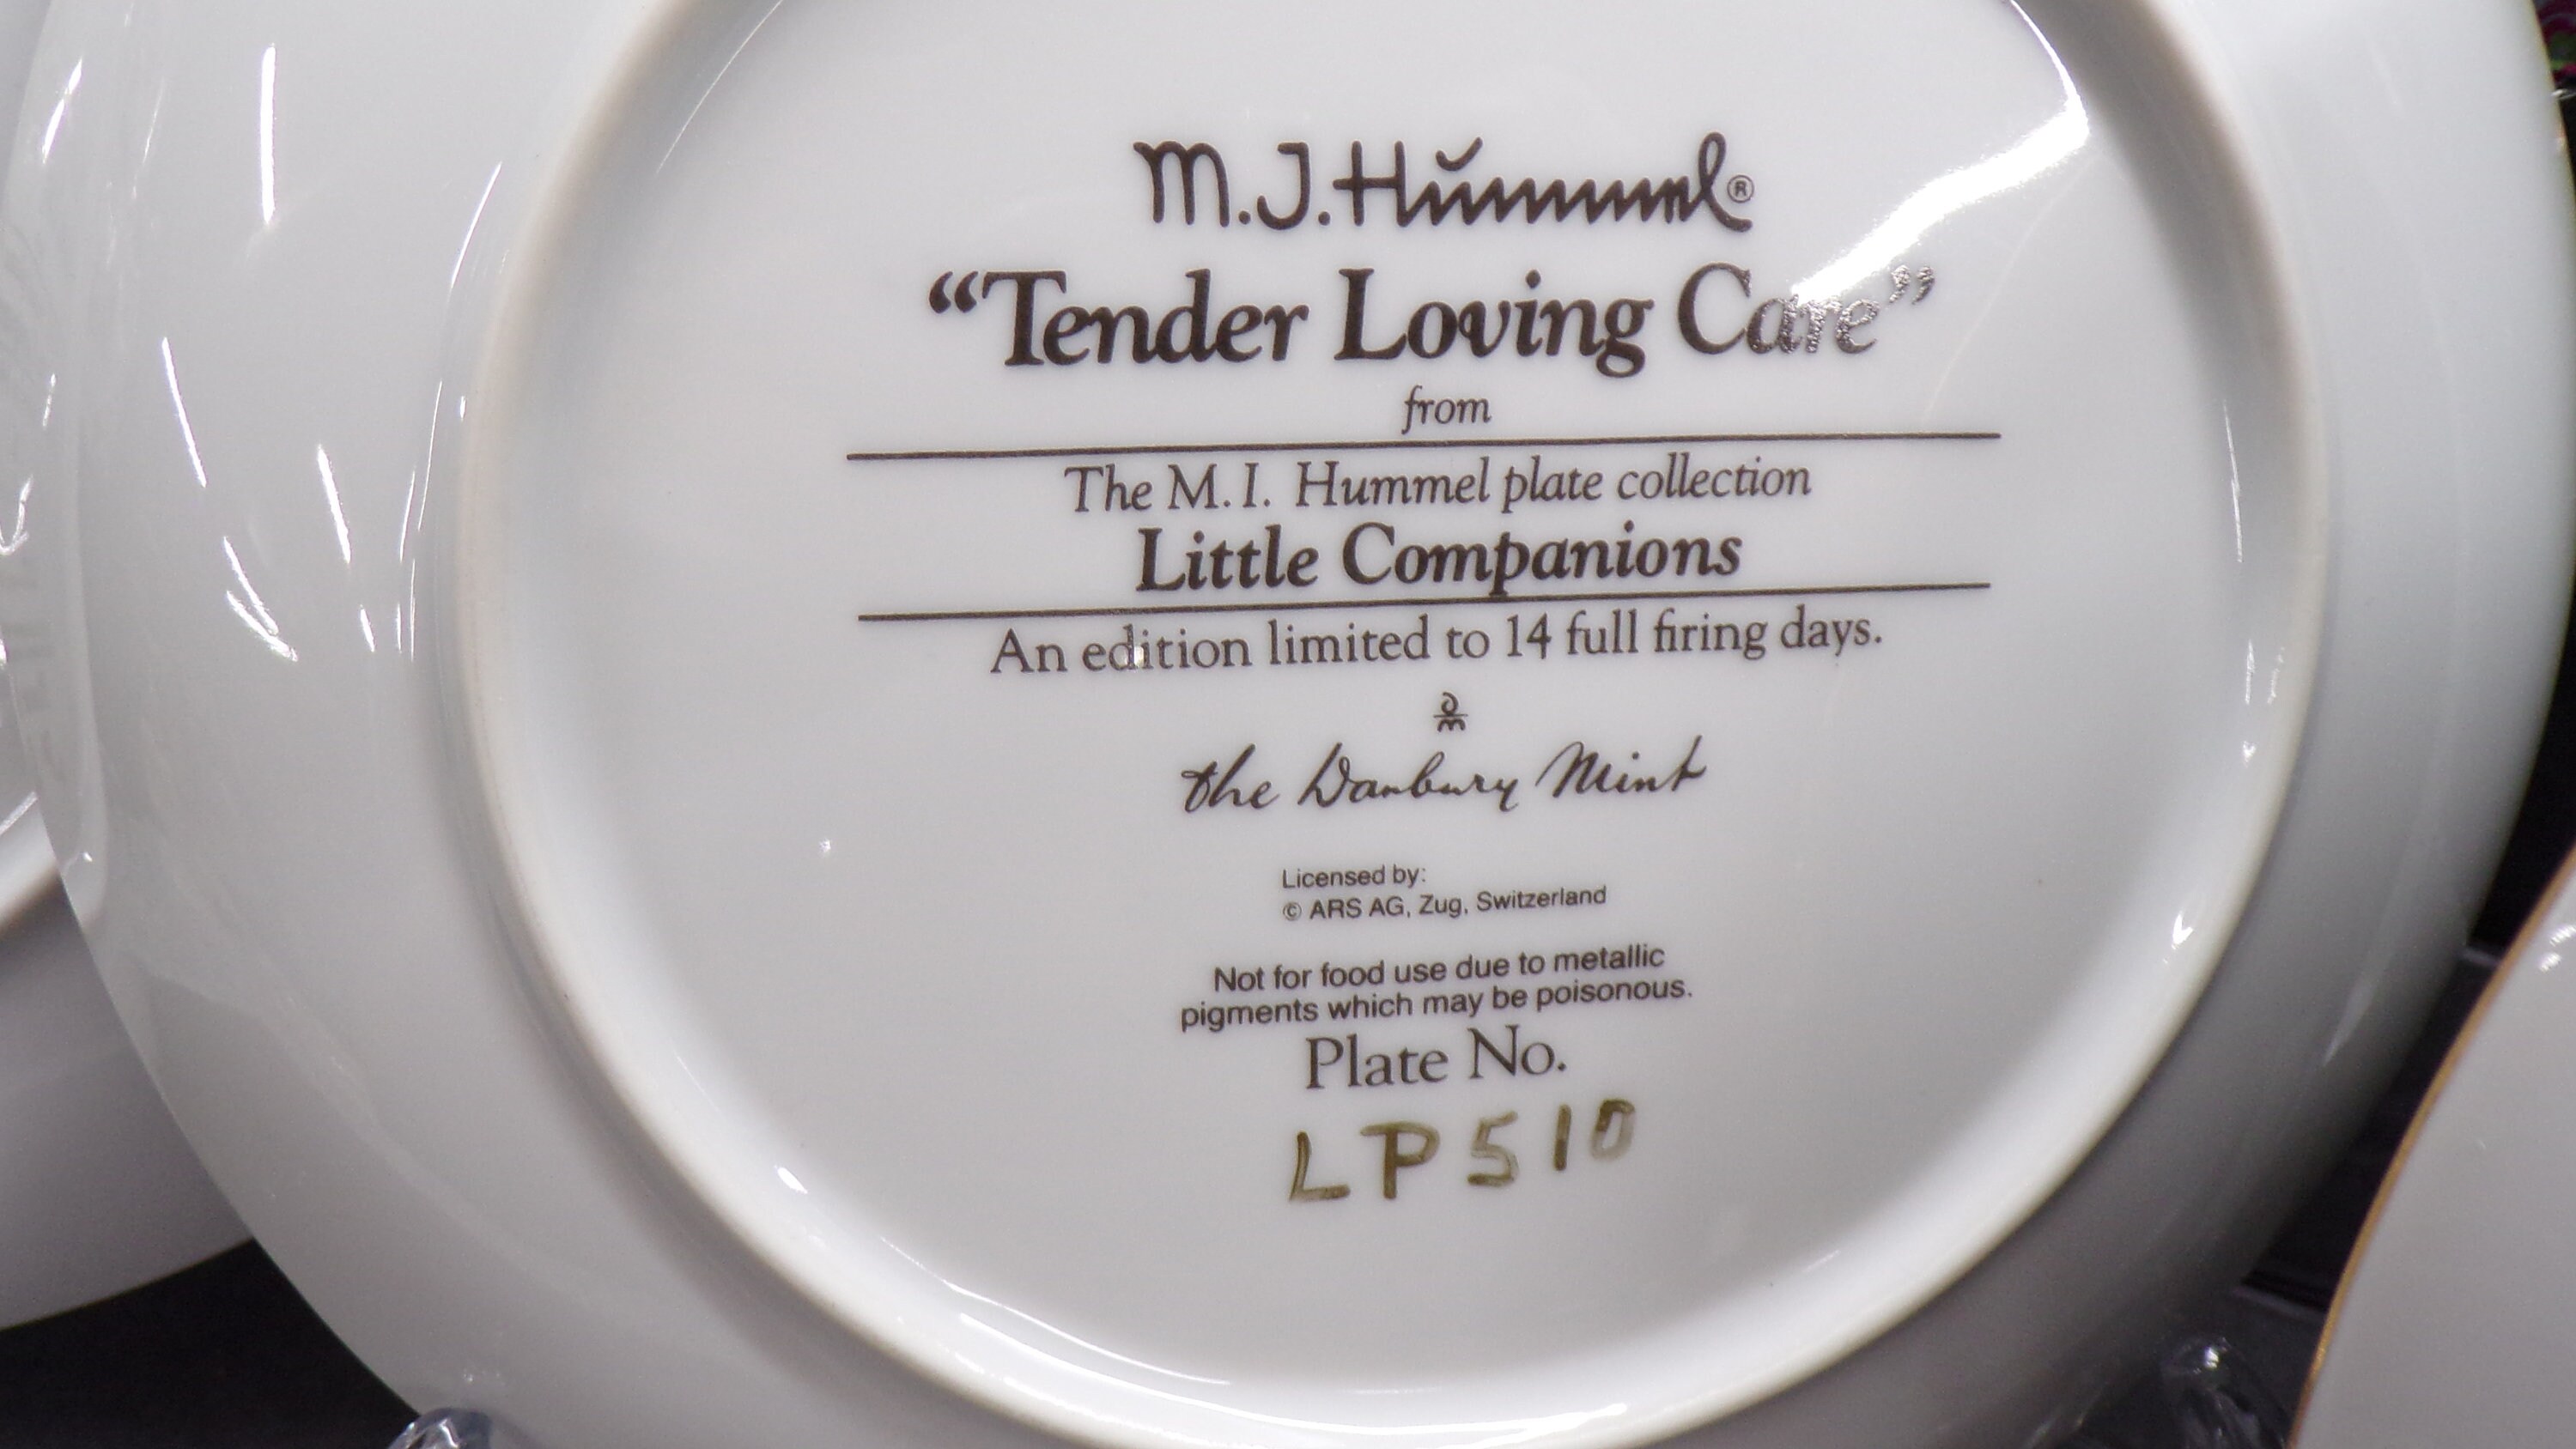 M.J.Hummel®
“Tender Loving Care”
from
The M.I. Hummel plate collection
Little Companions
An edition limited to 14 full firing days.
the Danbury Mint
Licensed by:
© ARS AG, Zug, Switzerland
Not for food use due to metallic
pigments which may be poisonous.
Plate No.
LP510